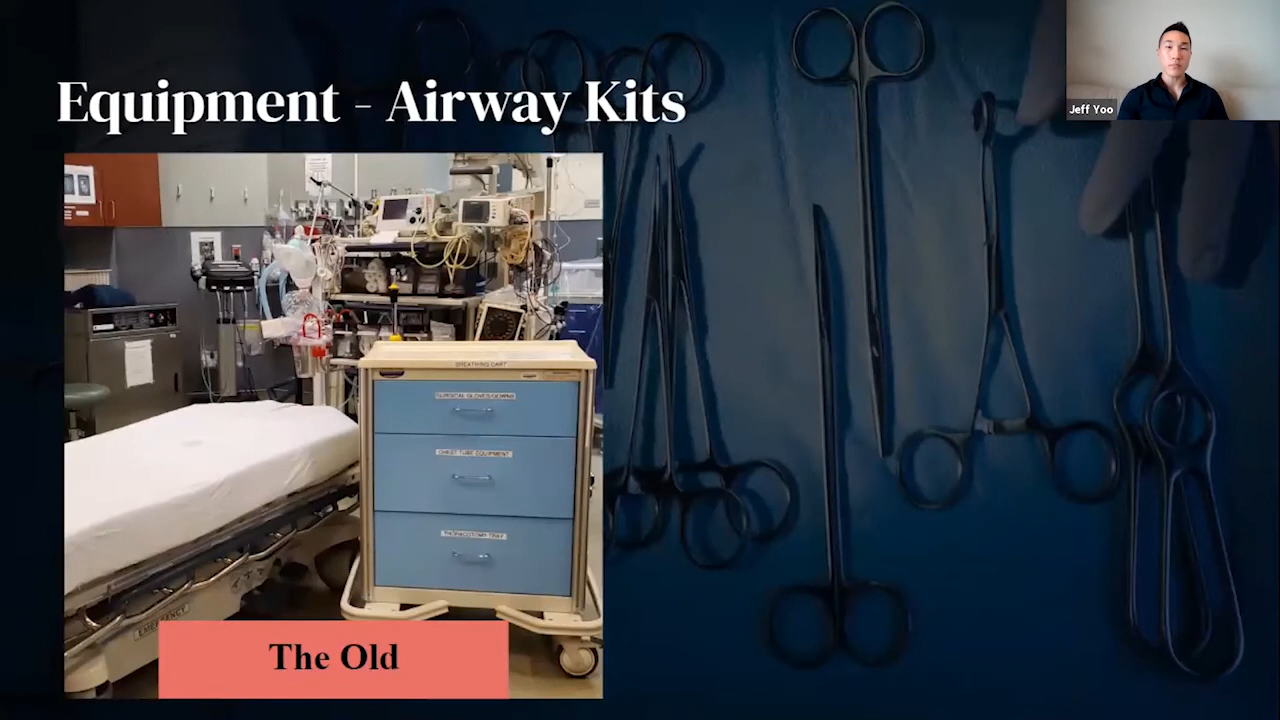 Equipment - Airway Kits
Jeff Yoo
BREATHING CART
SURGICAL GLOVES/GOWNS
CHEST TUBE EQUIPMENT
THORACOTOMY TRAY
EMERGENCY
The Old